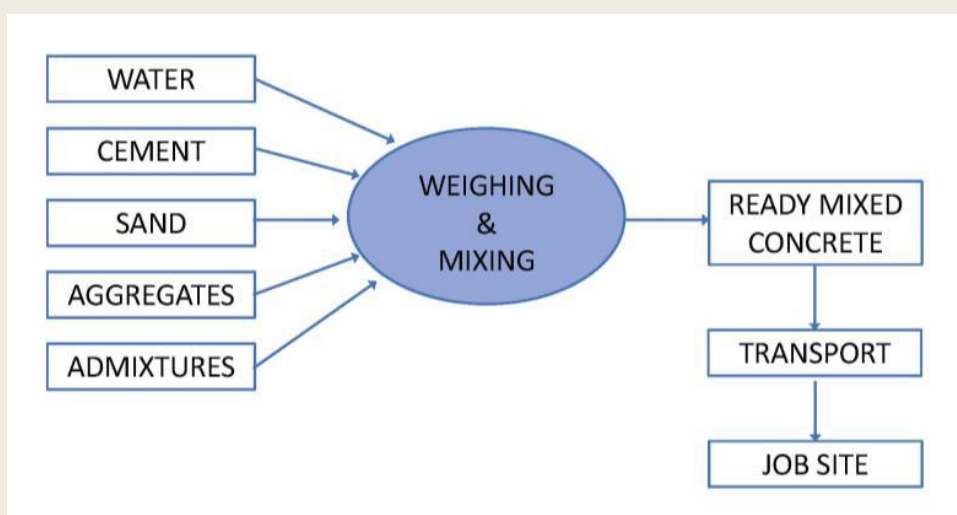 WATER
CEMENT
SAND
AGGREGATES
ADMIXTURES
WEIGHING
&
MIXING
READY MIXED
CONCRETE
TRANSPORT
JOB SITE